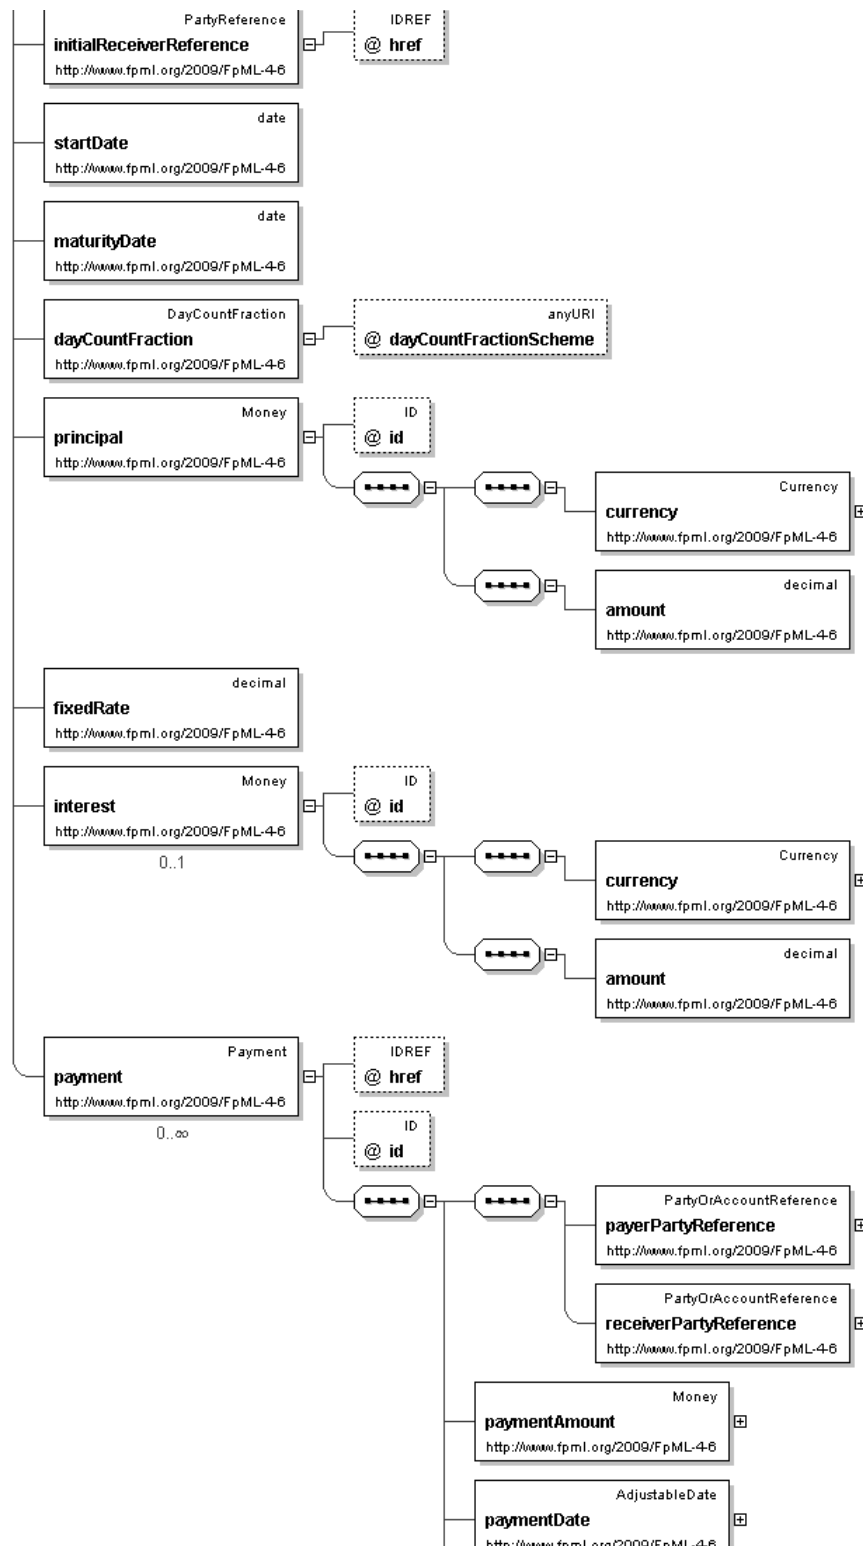 PartyReference
initialReceiverReference
http://www.fpml.org/2009/FpML-4-6
IDREF
@ href
date
startDate
http://www.fpml.org/2009/FpML-4-6
date
maturityDate
http://www.fpml.org/2009/FpML-4-6
DayCountFraction
dayCountFraction
http://www.fpml.org/2009/FpML-4-6
anyURI
@ dayCountFractionScheme
Money
principal
http://www.fpml.org/2009/FpML-4-6
ID
@ id
Currency
currency
http://www.fpml.org/2009/FpML-4-6
decimal
amount
http://www.fpml.org/2009/FpML-4-6
decimal
fixedRate
http://www.fpml.org/2009/FpML-4-6
Money
interest
http://www.fpml.org/2009/FpML-4-6
0..1
ID
@ id
Currency
currency
http://www.fpml.org/2009/FpML-4-6
decimal
amount
http://www.fpml.org/2009/FpML-4-6
Payment
payment
http://www.fpml.org/2009/FpML-4-6
0..∞
IDREF
@ href
ID
@ id
PartyOrAccountReference
payerPartyReference
http://www.fpml.org/2009/FpML-4-6
PartyOrAccountReference
receiverPartyReference
http://www.fpml.org/2009/FpML-4-6
Money
paymentAmount
http://www.fpml.org/2009/FpML-4-6
AdjustableDate
paymentDate
http://www.fpml.org/2009/FpML-4-6